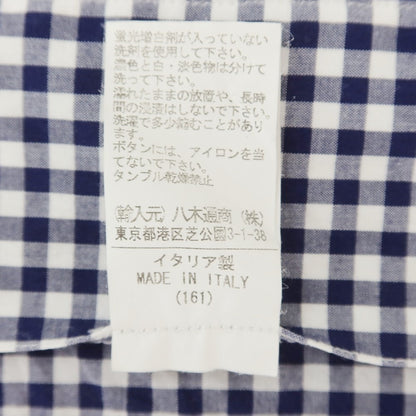 蛍光増白剤が入っていない
洗剤を使用して下さい。
濃色と白・淡色物は分けて
洗って下さい。
濡れたままの放置や、長時
間の浸漬はしないで下さい。
洗濯で多少縮むことがあり
ます。
ボタンには、アイロンを当
てないで下さい。
タンブル乾燥禁止
(輸入元) 八木通商 (株)
東京都港区芝公園3-1-38
イタリア製
MADE IN ITALY
(161)